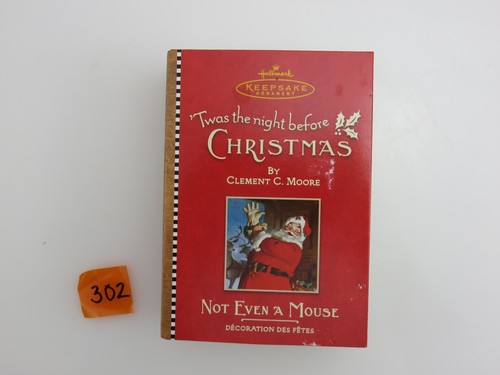 Hallmark
KEEPSAKE
ORNAMENT
'Twas the night before
CHRISTMAS
BY
CLEMENT C. MOORE
NOT EVEN A MOUSE
DÉCORATION DES FÊTES
302